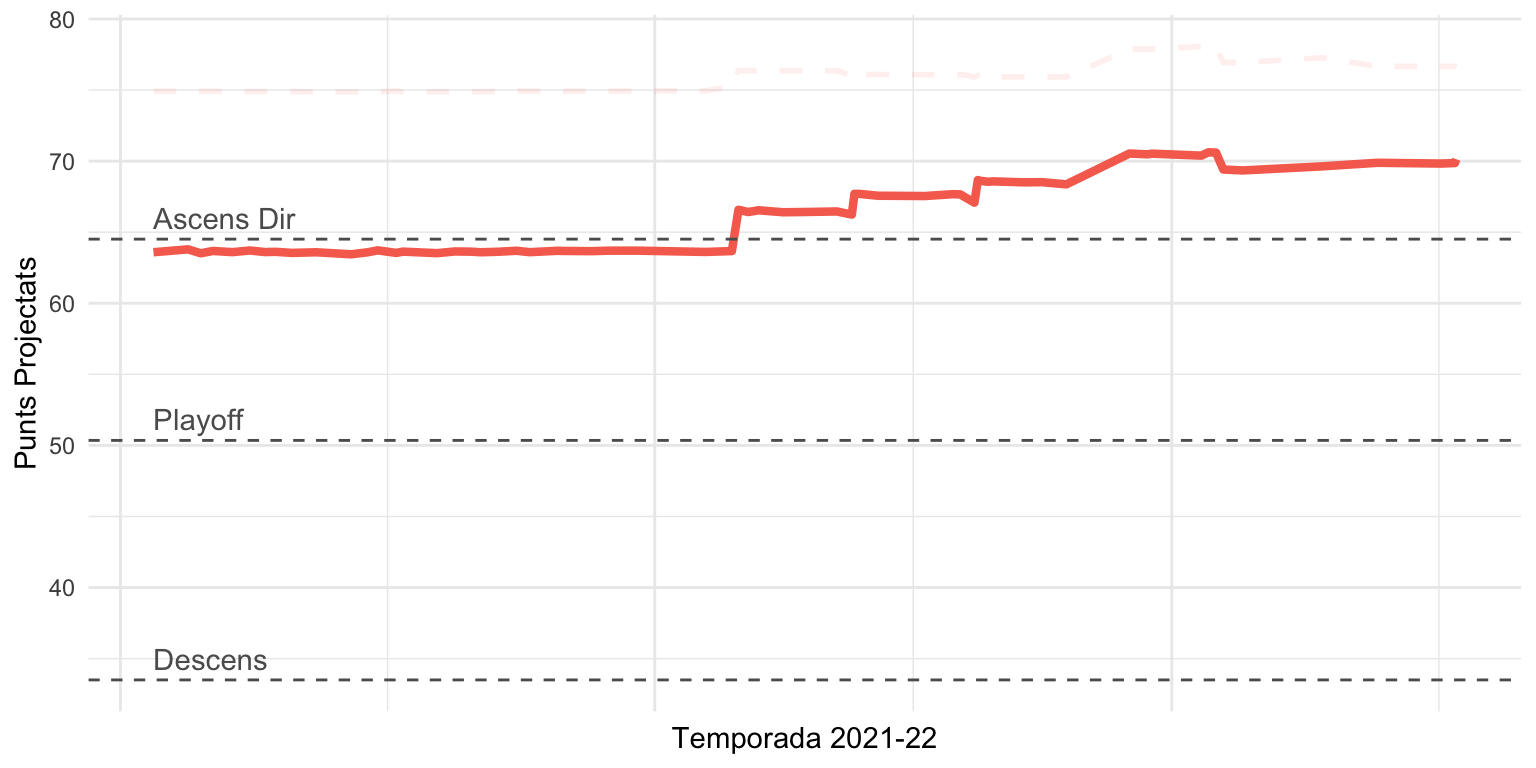 80
70
Ascens Dir
60
Punts Projectats
Playoff
50
40
Descens
Temporada 2021-22